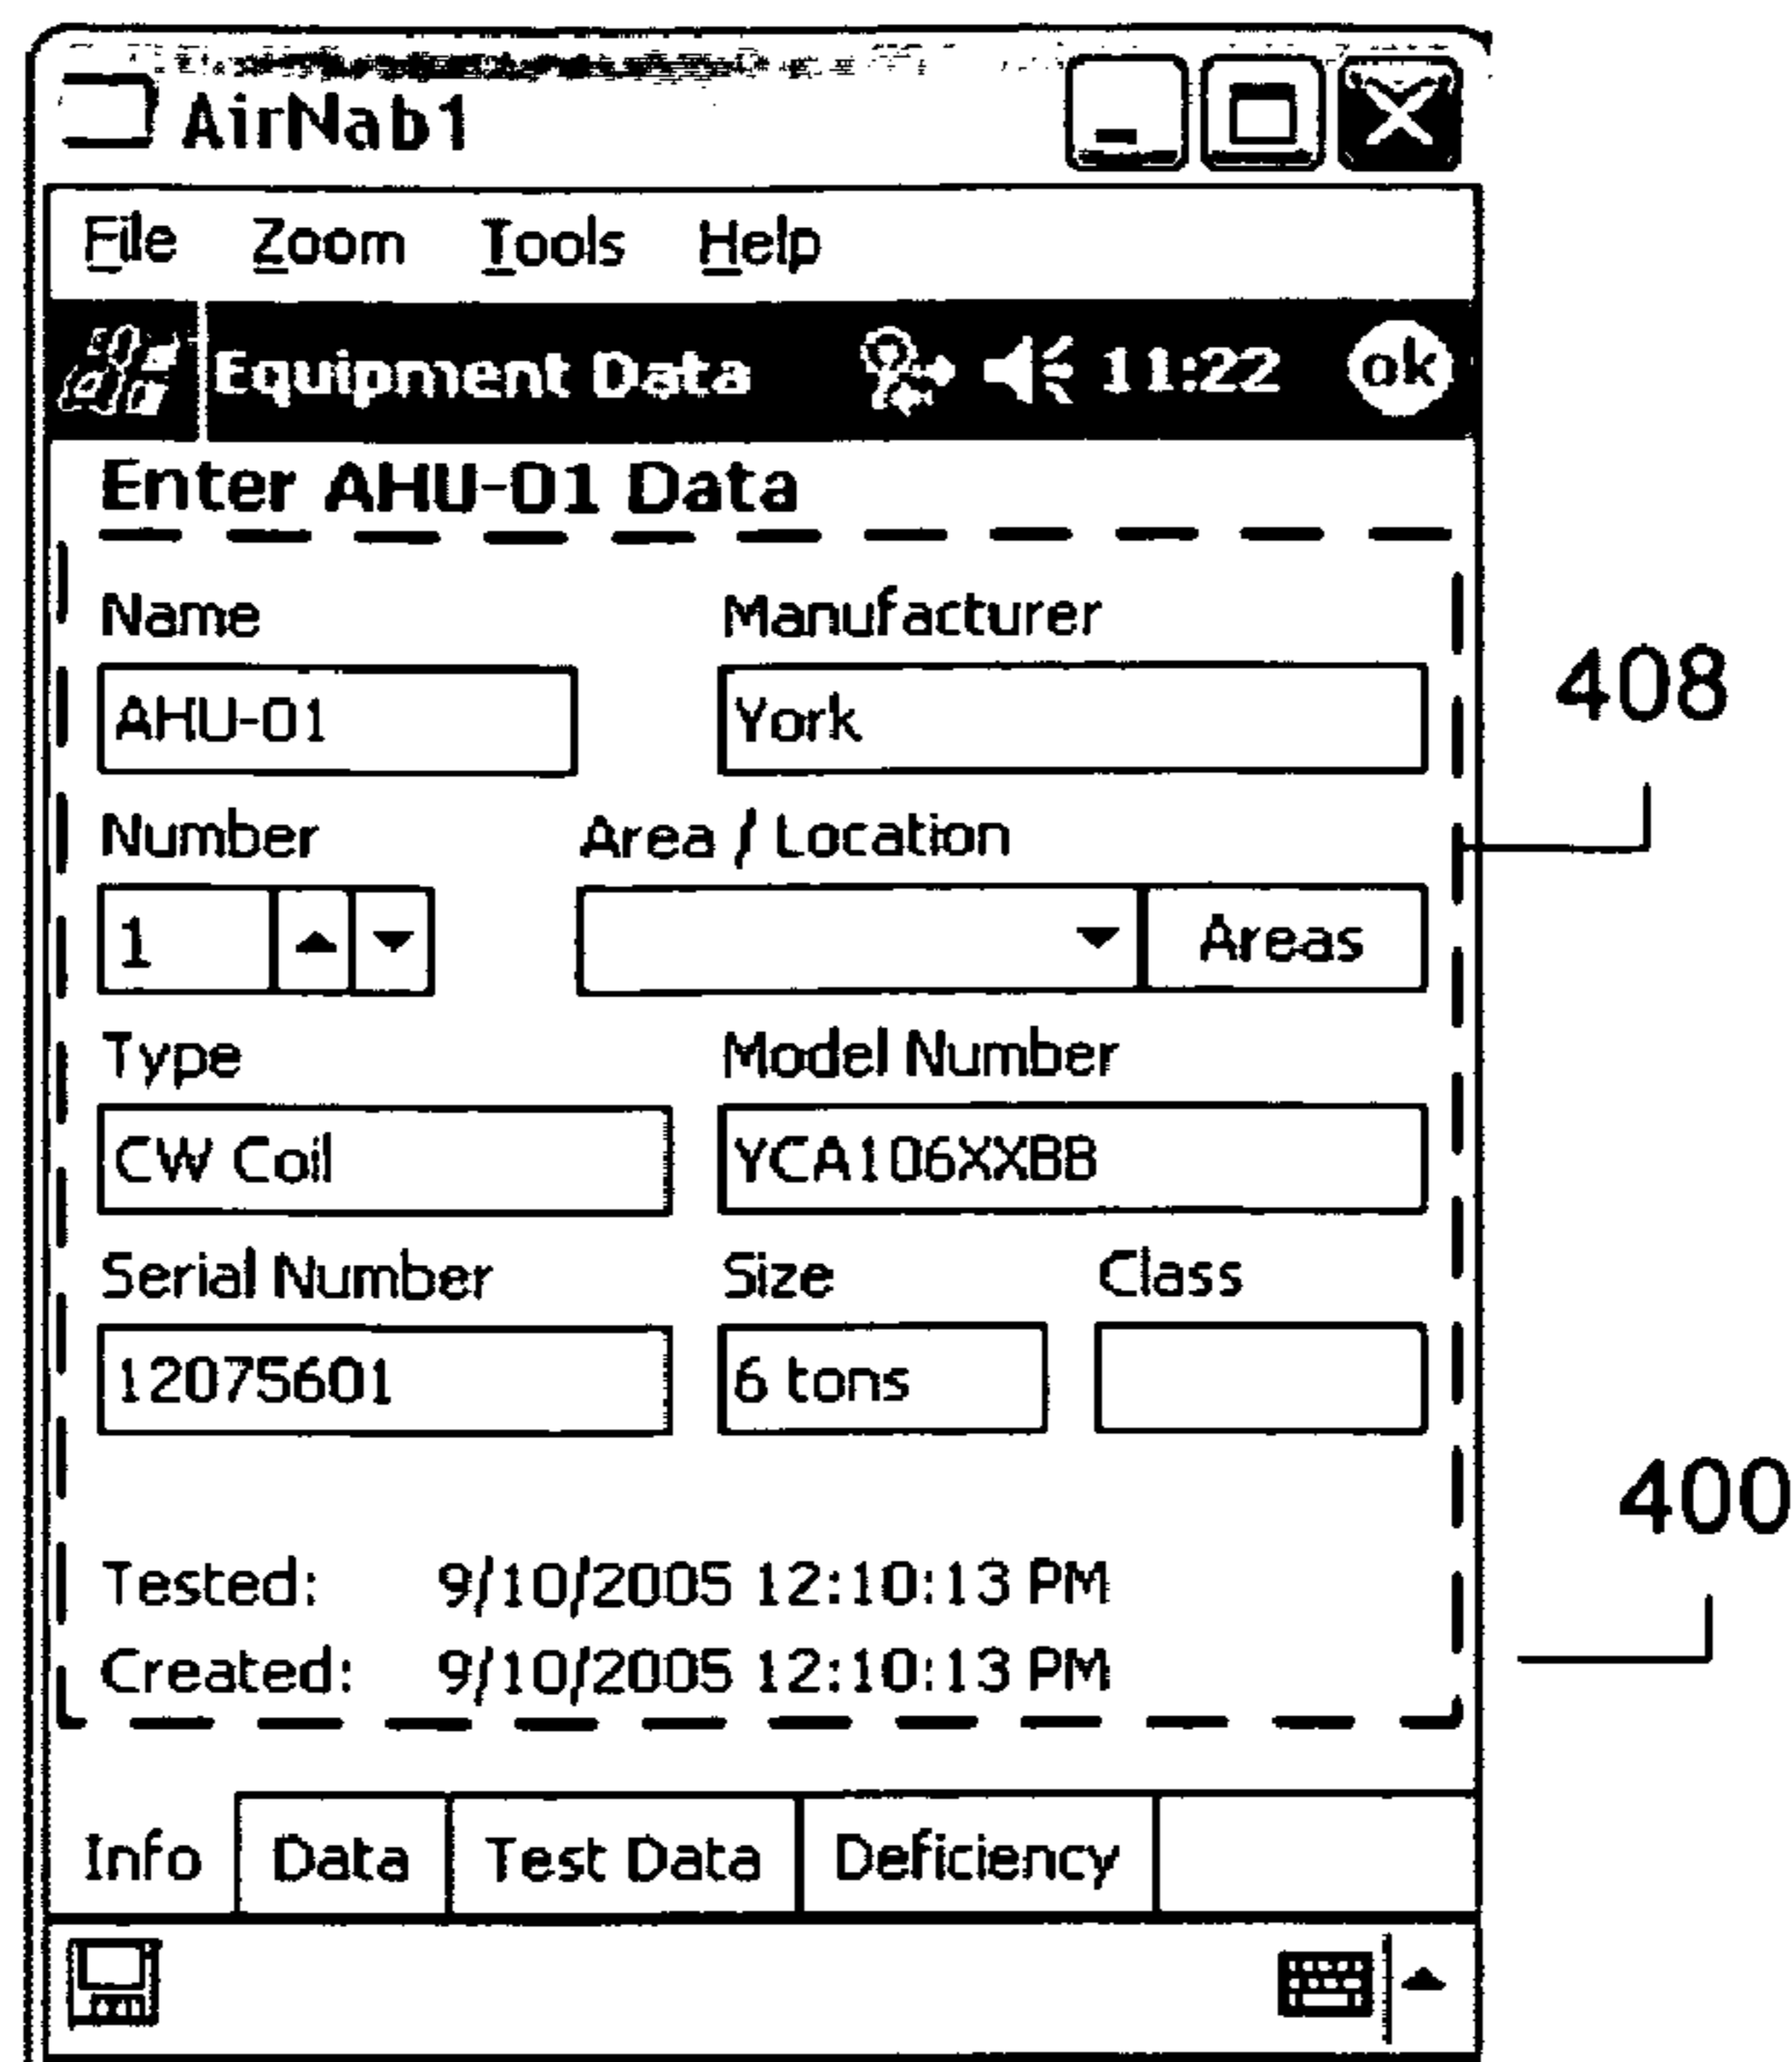 AirNab1
File Zoom Tools Help
Equipment Data 11:22 ok
Enter AHU-01 Data
Name Manufacturer
AHU-01 York
408
Number Area / Location
1 Areas
Type Model Number
CW Coil YCA106XXBB
Serial Number Size Class
12075601 6 tons
400
Tested: 9/10/2005 12:10:13 PM
Created: 9/10/2005 12:10:13 PM
Info Data Test Data Deficiency